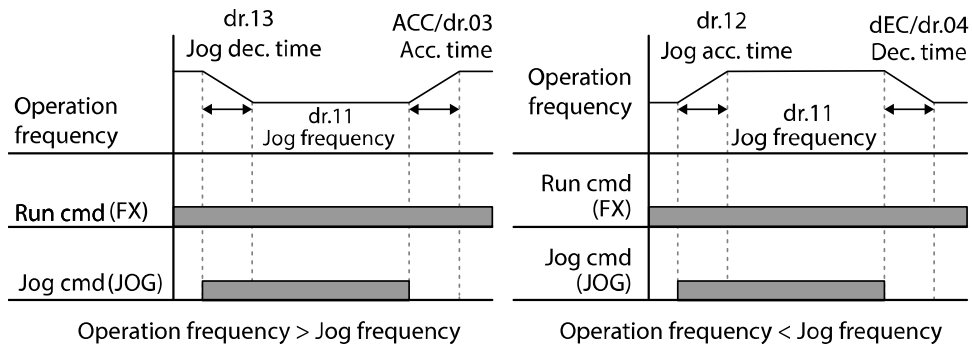 dr.13
Jog dec. time
ACC/dr.03
Acc. time
Operation
frequency
dr.11
Jog frequency
Run cmd (FX)
Jog cmd (JOG)
Operation frequency > Jog frequency
dr.12
Jog acc. time
dEC/dr.04
Dec. time
Operation
frequency
dr.11
Jog frequency
Run cmd
(FX)
Jog cmd
(JOG)
Operation frequency < Jog frequency